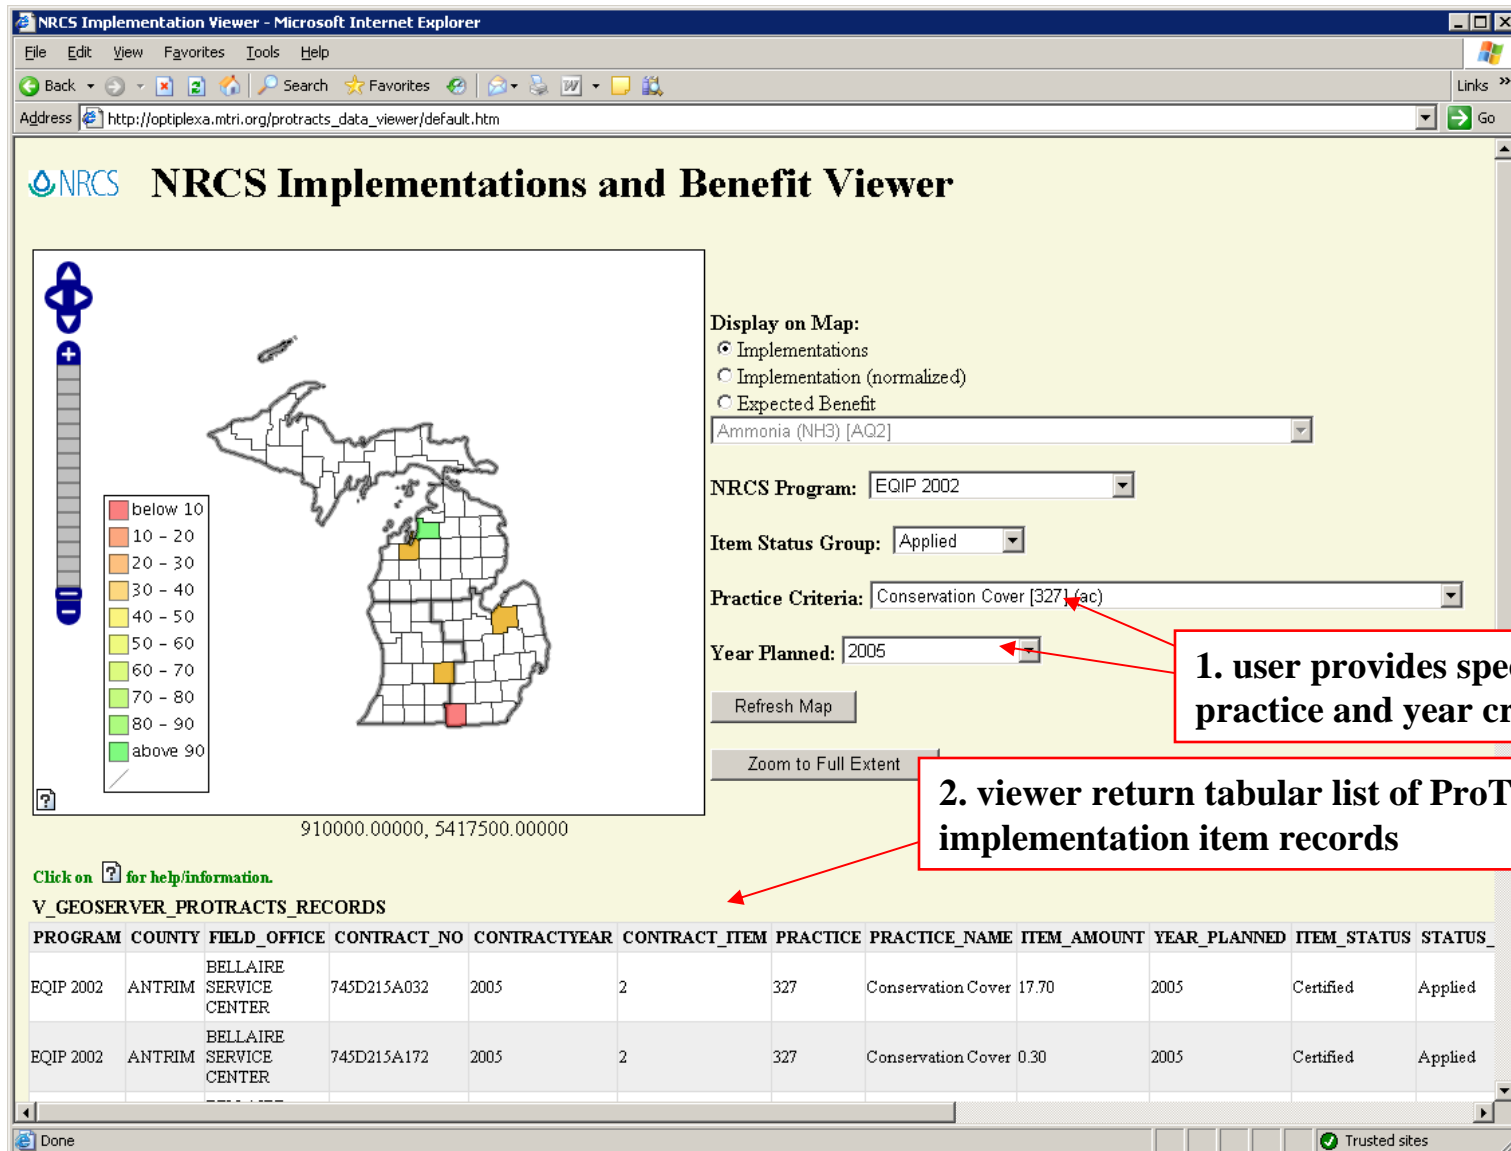 NRCS Implementation Viewer - Microsoft Internet Explorer
File Edit View Favorites Tools Help
Back Search Favorites Links »
Address http://optiplexa.mtri.org/protracts_data_viewer/default.htm Go
NRCS NRCS Implementations and Benefit Viewer
Display on Map:
Implementations
Implementation (normalized)
Expected Benefit
Ammonia (NH3) [AQ2]
NRCS Program: EQIP 2002
Item Status Group: Applied
Practice Criteria: Conservation Cover [327] (ac)
Year Planned: 2005
Refresh Map
Zoom to Full Extent
below 10
10 - 20
20 - 30
30 - 40
40 - 50
50 - 60
60 - 70
70 - 80
80 - 90
above 90
?
910000.00000, 5417500.00000
1. user provides spec
practice and year cr
2. viewer return tabular list of ProT
implementation item records
Click on ? for help/information.
V_GEOSERVER_PROTRACTS_RECORDS
PROGRAM COUNTY FIELD_OFFICE CONTRACT_NO CONTRACTYEAR CONTRACT_ITEM PRACTICE PRACTICE_NAME ITEM_AMOUNT YEAR_PLANNED ITEM_STATUS STATUS_
EQIP 2002 ANTRIM BELLAIRE SERVICE CENTER 745D215A032 2005 2 327 Conservation Cover 17.70 2005 Certified Applied
EQIP 2002 ANTRIM BELLAIRE SERVICE CENTER 745D215A172 2005 2 327 Conservation Cover 0.30 2005 Certified Applied
Done Trusted sites